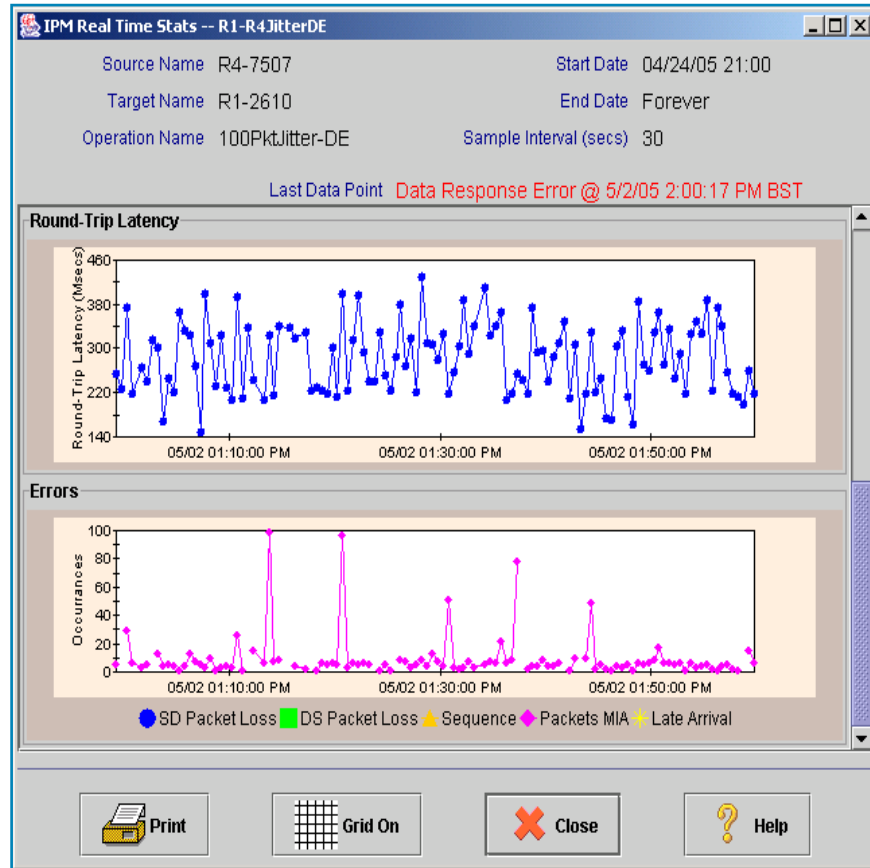 IPM Real Time Stats -- R1-R4JitterDE
Source Name R4-7507 Start Date 04/24/05 21:00
Target Name R1-2610 End Date Forever
Operation Name 100PktJitter-DE Sample Interval (secs) 30
Last Data Point Data Response Error @ 5/2/05 2:00:17 PM BST
Round-Trip Latency
Round-Trip Latency (Msecs)
460
380
300
220
140
05/02 01:10:00 PM 05/02 01:30:00 PM 05/02 01:50:00 PM
Errors
Occurrances
100
80
60
40
20
0
05/02 01:10:00 PM 05/02 01:30:00 PM 05/02 01:50:00 PM
SD Packet Loss DS Packet Loss Sequence Packets MIA Late Arrival
Print Grid On Close Help